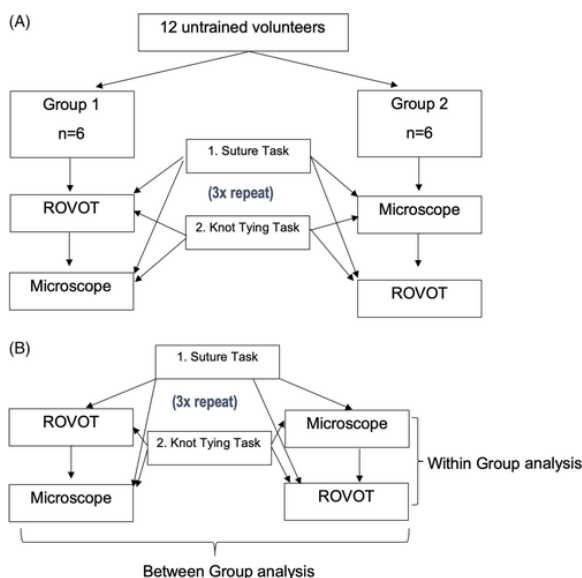 (A)
12 untrained volunteers
Group 1
n=6
Group 2
n=6
1. Suture Task
(3x repeat)
2. Knot Tying Task
ROVOT
Microscope
Microscope
ROVOT
(B)
1. Suture Task
(3x repeat)
2. Knot Tying Task
ROVOT
Microscope
Microscope
ROVOT
Within Group analysis
Between Group analysis